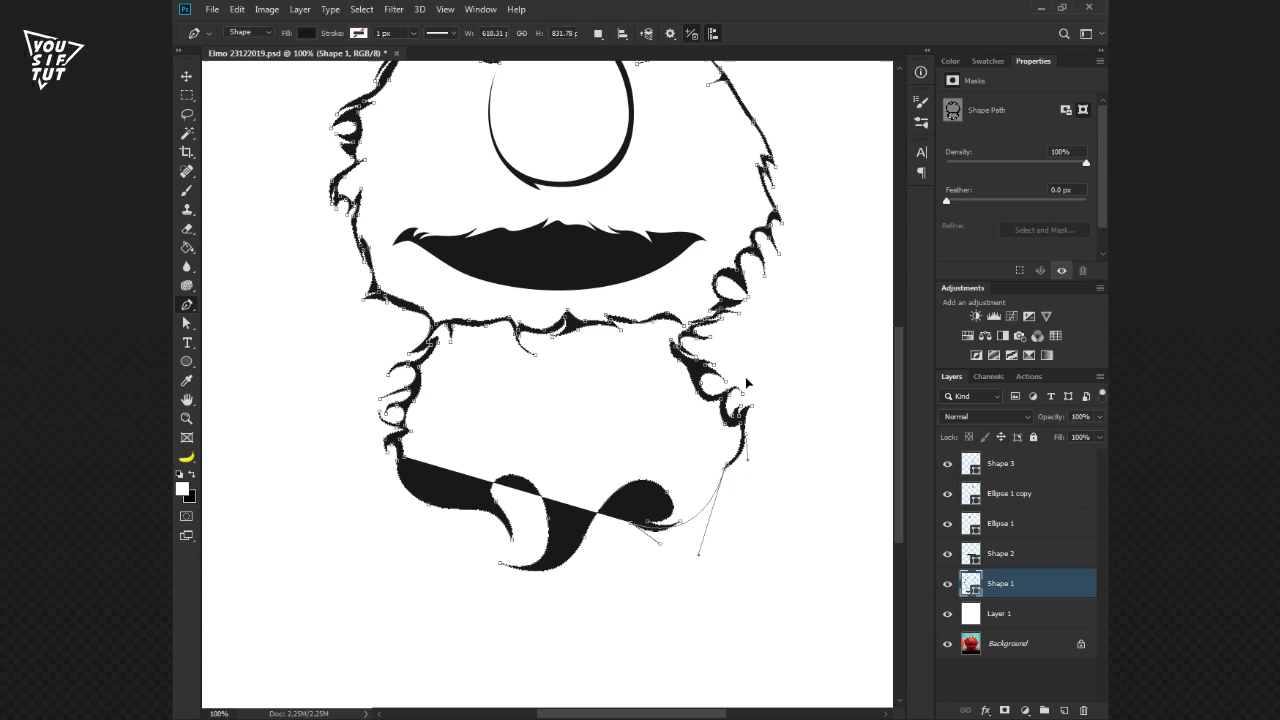 YOU
SIF
TUT
Ps File Edit Image Layer Type Select Filter 3D View Window Help
Shape Fill: Stroke: 1 px W: 618.31 p H: 831.78 p
Elmo 23122019.psd @ 100% (Shape 1, RGB/8) *
Color Swatches Properties
Masks
Shape Path
Density: 100%
Feather: 0.0 px
Refine: Select and Mask...
Adjustments
Add an adjustment
Layers Channels Actions
Kind
Normal Opacity: 100%
Lock: Fill: 100%
Shape 3
Ellipse 1 copy
Ellipse 1
Shape 2
Shape 1
Layer 1
Background
100% Doc: 2.25M/2.25M